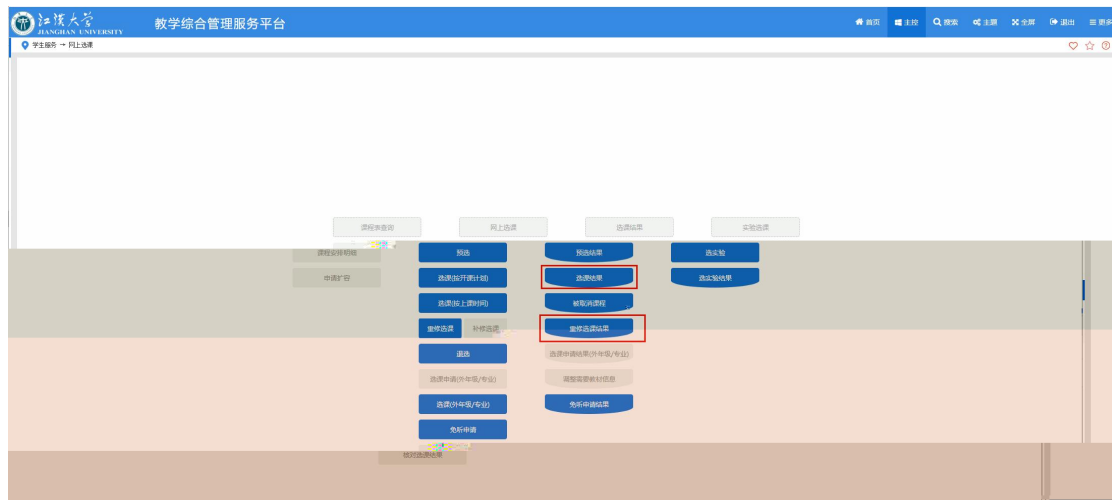 江汉大学
JIANGHAN UNIVERSITY
教学综合管理服务平台
首页 主控 搜索 主题 全屏 退出 更多
学生服务 → 网上选课
网上选课 选课结果 实验选课
课程安排明细 预选 预选结果 选实验
申请扩容 选课(按开课计划) 选课结果 选实验结果
选课(按上课时间) 被取消课程
重修选课 补修选课 重修选课结果
退选 选课申请结果(外年级/专业)
选课申请(外年级/专业) 调整需要教材信息
选课(外年级/专业) 免听申请结果
免听申请
核对选课结果